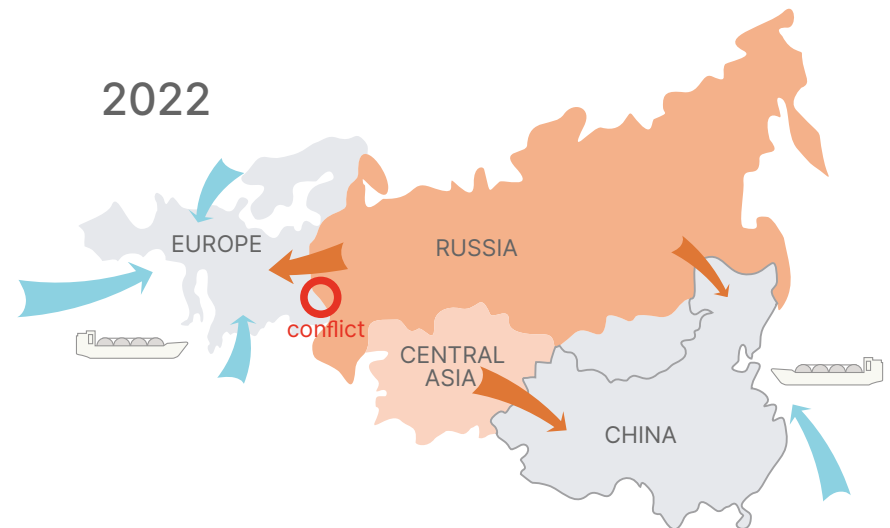 2022
EUROPE
RUSSIA
conflict
CENTRAL
ASIA
CHINA